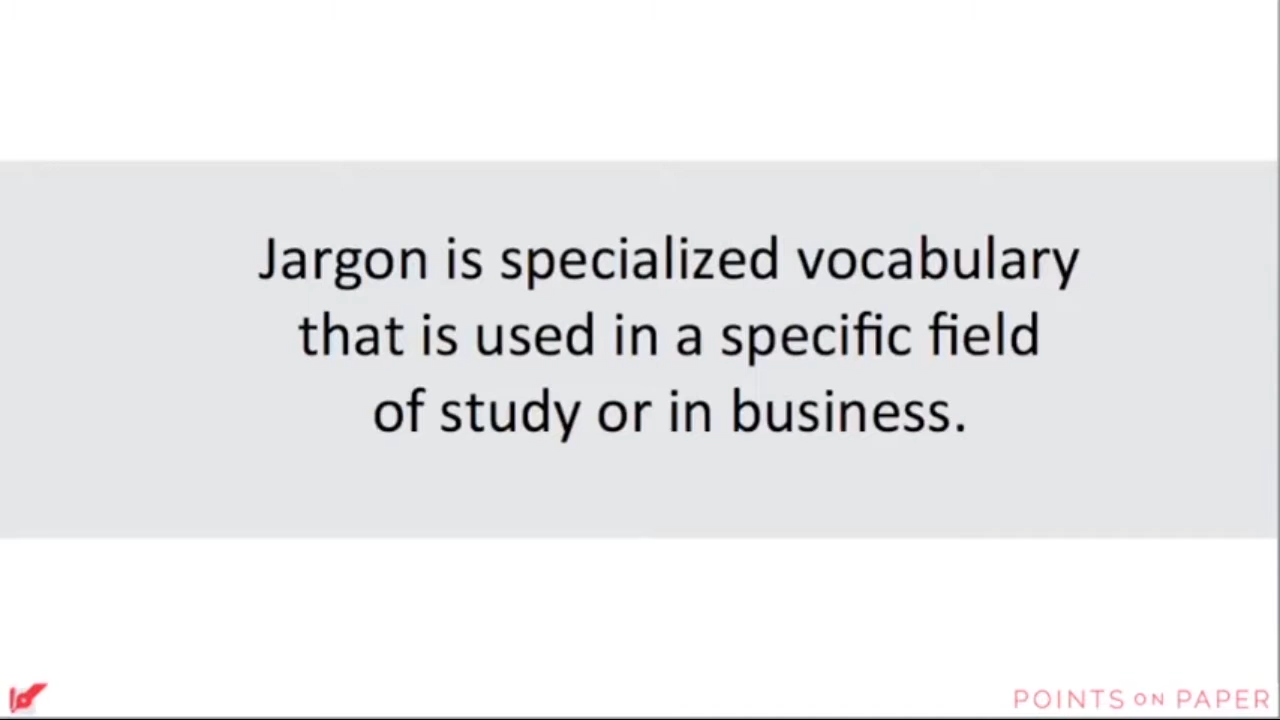 Jargon is specialized vocabulary
that is used in a specific field
of study or in business.
POINTS ON PAPER